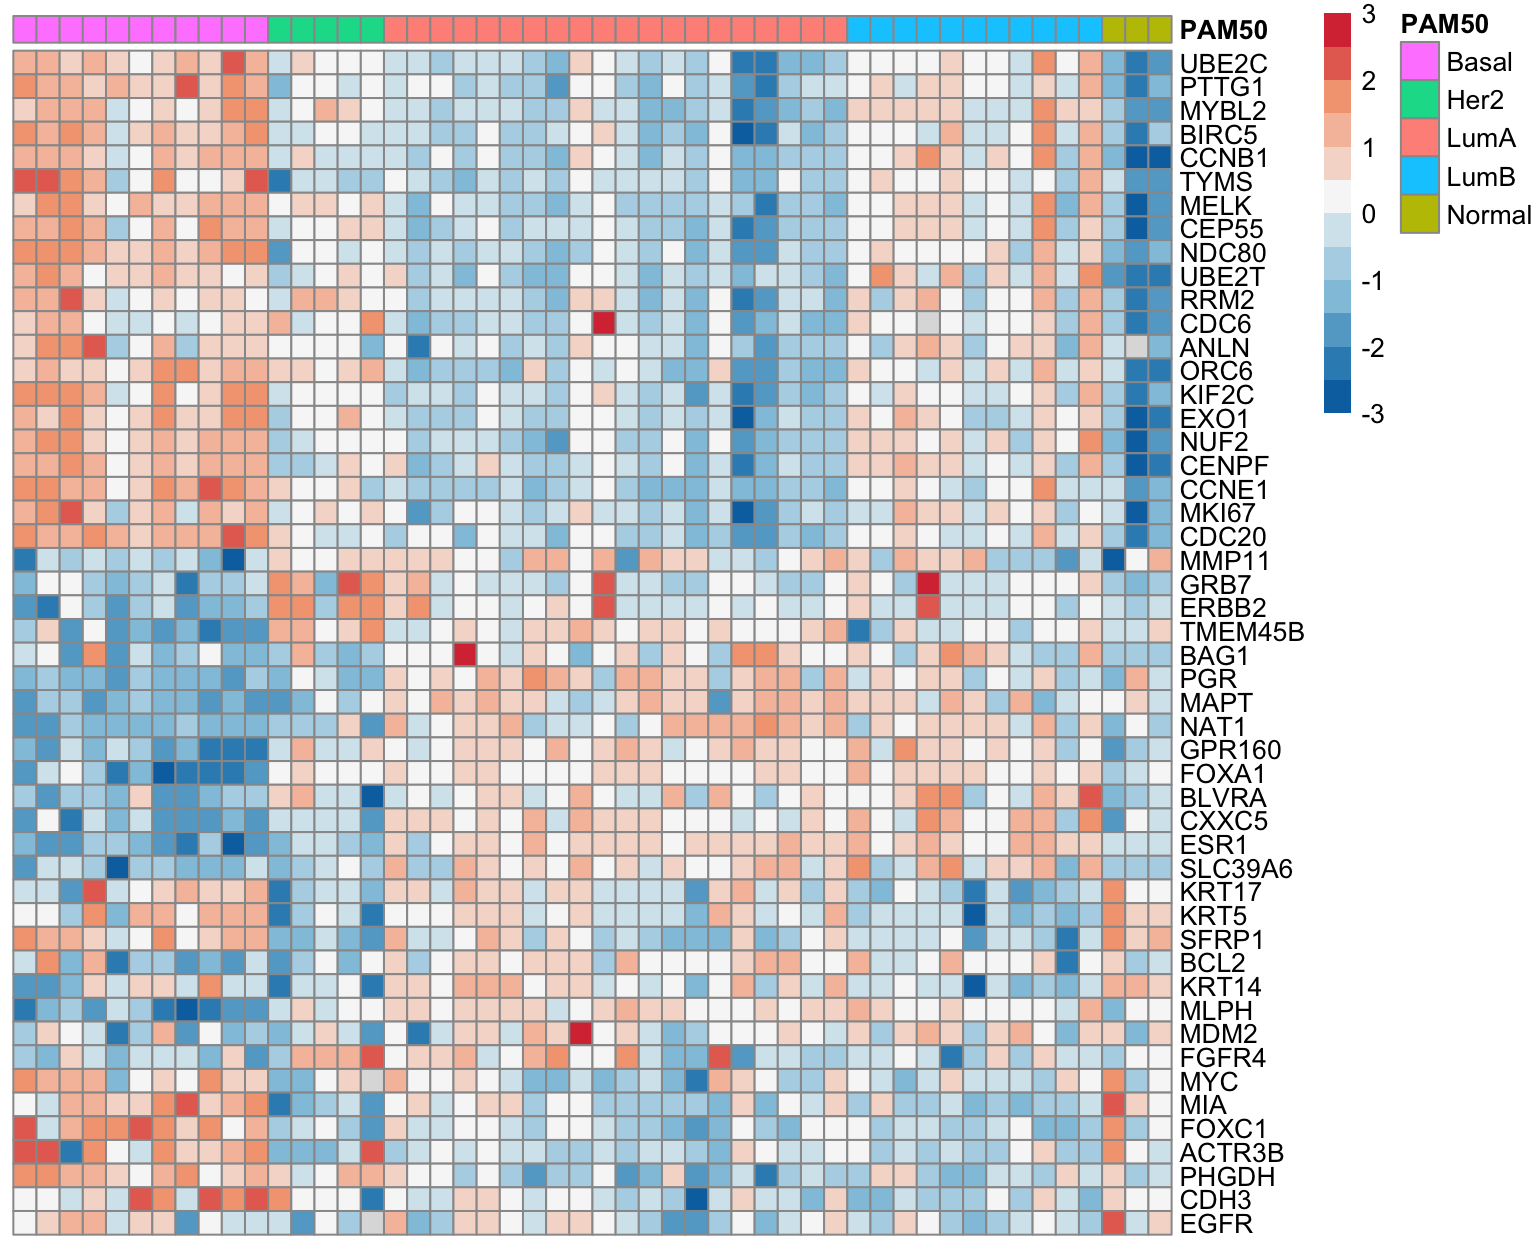 PAM50
UBE2C
PTTG1
MYBL2
BIRC5
CCNB1
TYMS
MELK
CEP55
NDC80
UBE2T
RRM2
CDC6
ANLN
ORC6
KIF2C
EXO1
NUF2
CENPF
CCNE1
MKI67
CDC20
MMP11
GRB7
ERBB2
TMEM45B
BAG1
PGR
MAPT
NAT1
GPR160
FOXA1
BLVRA
CXXC5
ESR1
SLC39A6
KRT17
KRT5
SFRP1
BCL2
KRT14
MLPH
MDM2
FGFR4
MYC
MIA
FOXC1
ACTR3B
PHGDH
CDH3
EGFR
3
2
1
0
-1
-2
-3
PAM50
Basal
Her2
LumA
LumB
Normal